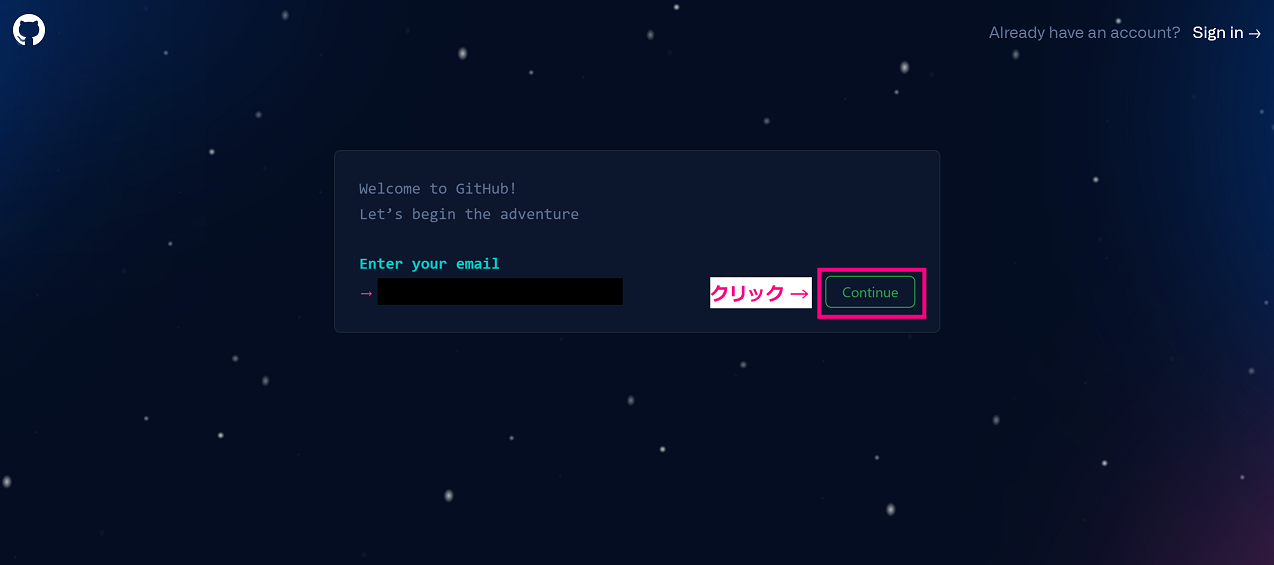 Already have an account? Sign in →
Welcome to GitHub!
Let’s begin the adventure
Enter your email
→
クリック → Continue